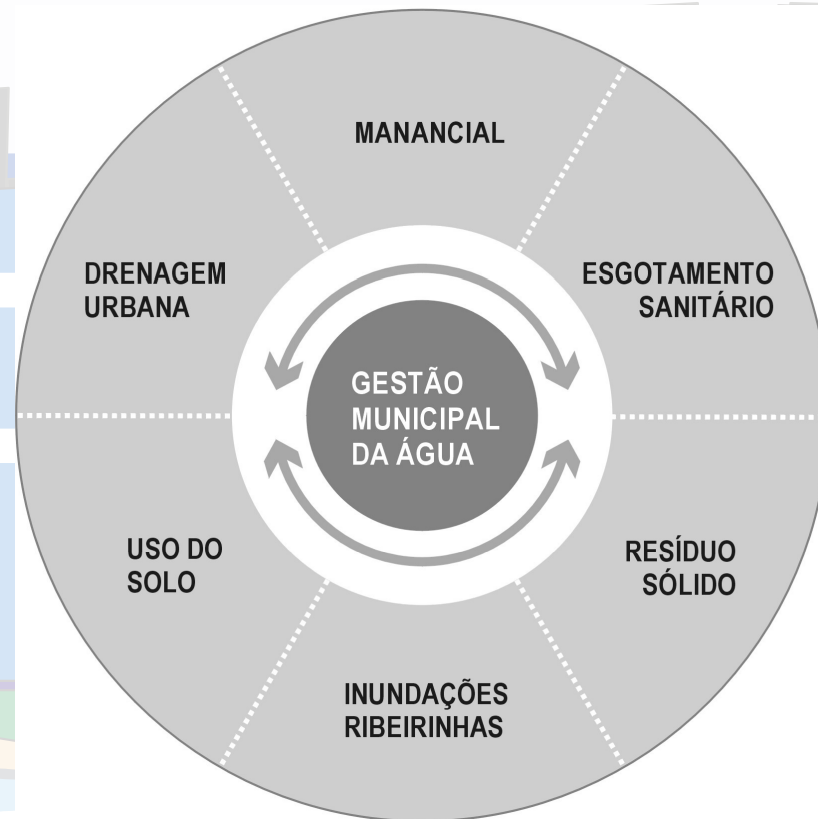 MANANCIAL
ESGOTAMENTO
SANITÁRIO
RESÍDUO
SÓLIDO
INUNDAÇÕES
RIBEIRINHAS
USO DO
SOLO
DRENAGEM
URBANA
GESTÃO
MUNICIPAL
DA ÁGUA